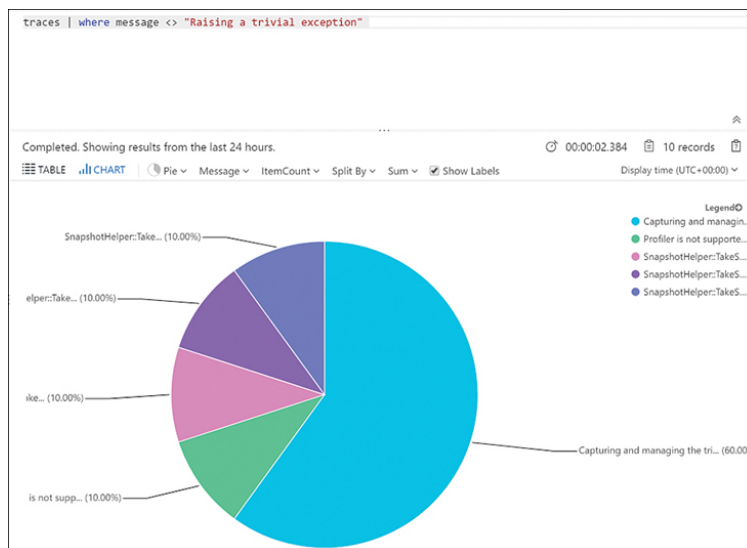 traces | where message <> "Raising a trivial exception"
Completed. Showing results from the last 24 hours.
00:00:02.384
10 records
TABLE
CHART
Pie
Message
ItemCount
Split By
Sum
Show Labels
Display time (UTC+00:00)
Legend
Capturing and managin...
Profiler is not supporte...
SnapshotHelper::TakeS...
SnapshotHelper::TakeS...
SnapshotHelper::TakeS...
SnapshotHelper::Take... (10.00%)
elper::Take... (10.00%)
ke... (10.00%)
is not supp... (10.00%)
Capturing and managing the tri... (60.00